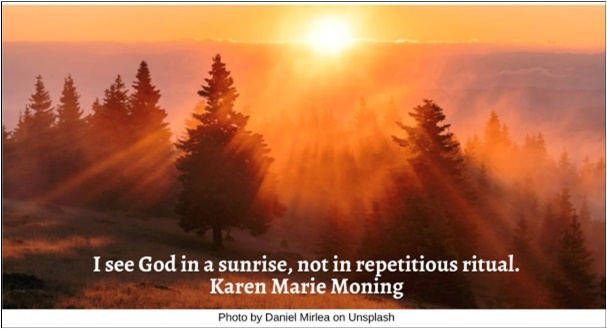 I see God in a sunrise, not in repetitious ritual.
Karen Marie Moning
Photo by Daniel Mirlea on Unsplash